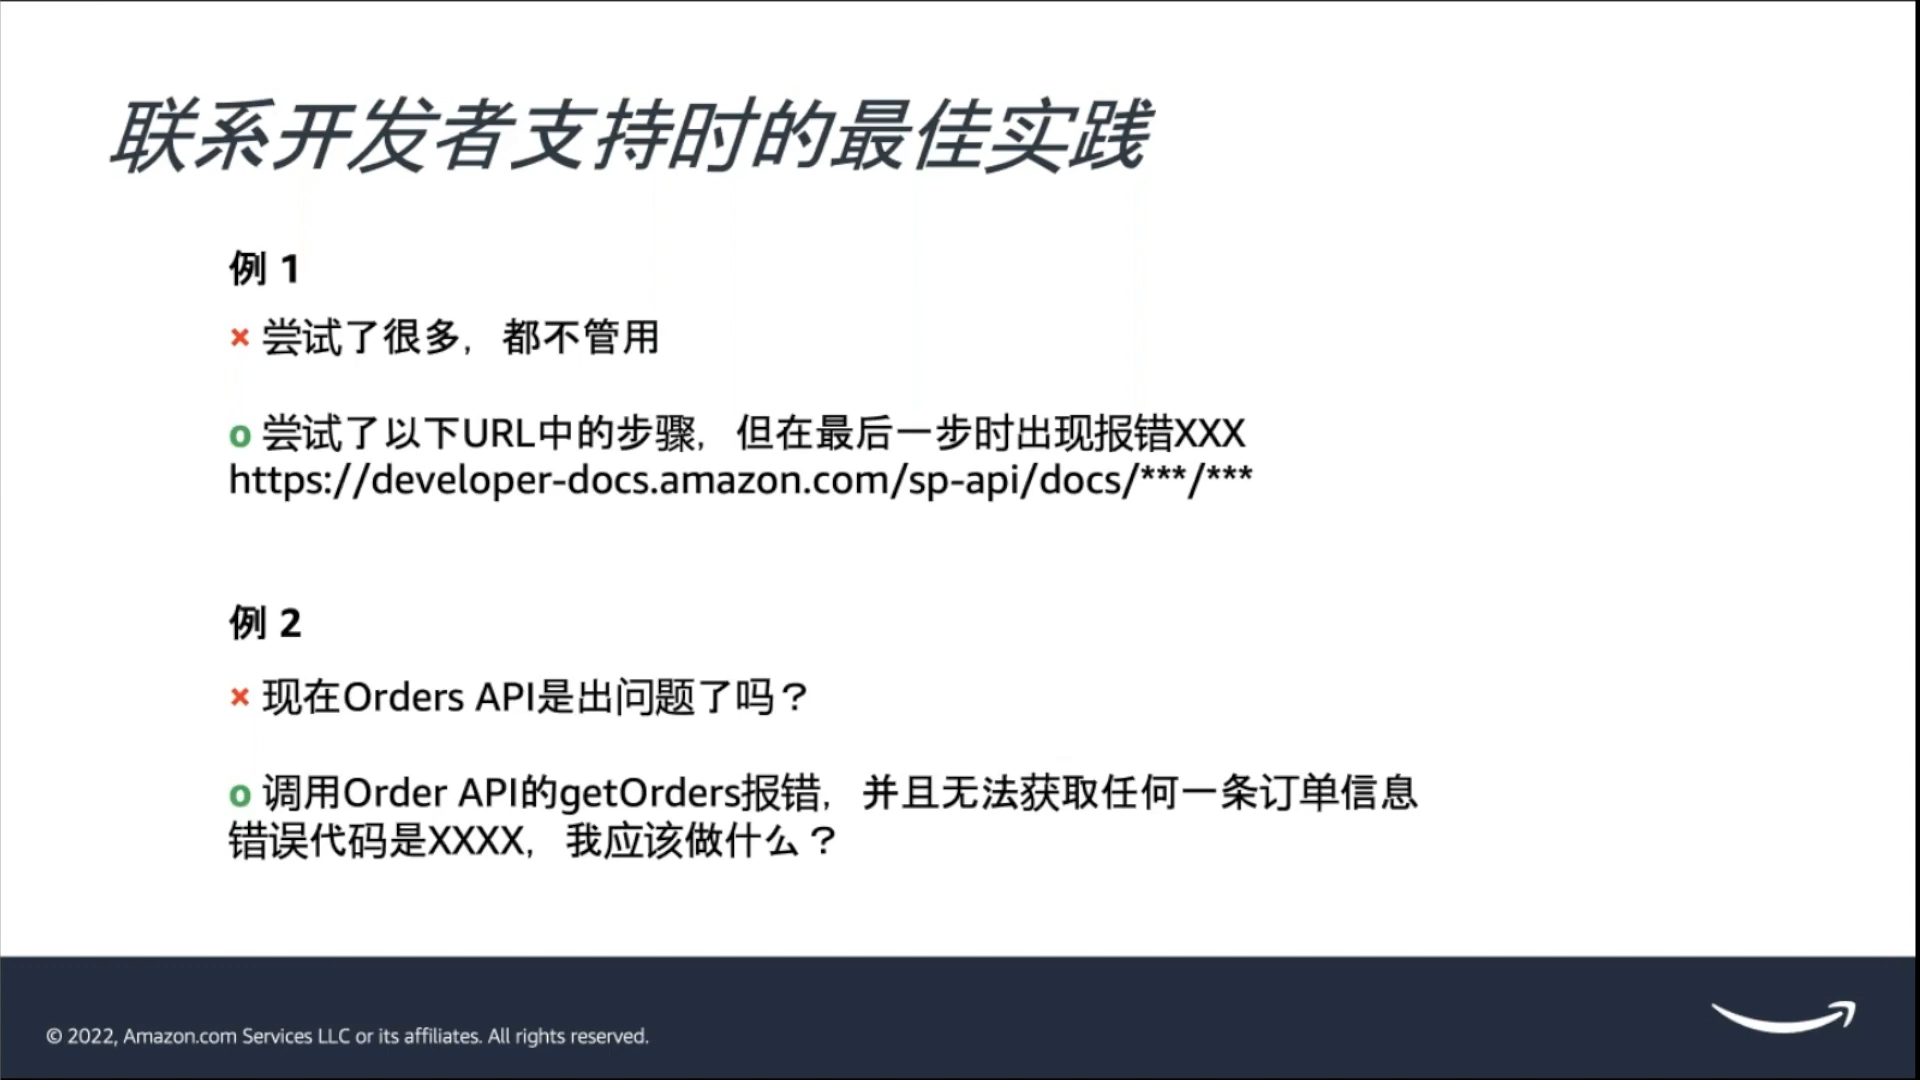 联系开发者支持时的最佳实践
例 1
× 尝试了很多，都不管用
o 尝试了以下URL中的步骤，但在最后一步时出现报错XXX
https://developer-docs.amazon.com/sp-api/docs/***/***
例 2
× 现在Orders API是出问题了吗？
o 调用Order API的getOrders报错，并且无法获取任何一条订单信息
错误代码是XXXX，我应该做什么？
© 2022, Amazon.com Services LLC or its affiliates. All rights reserved.